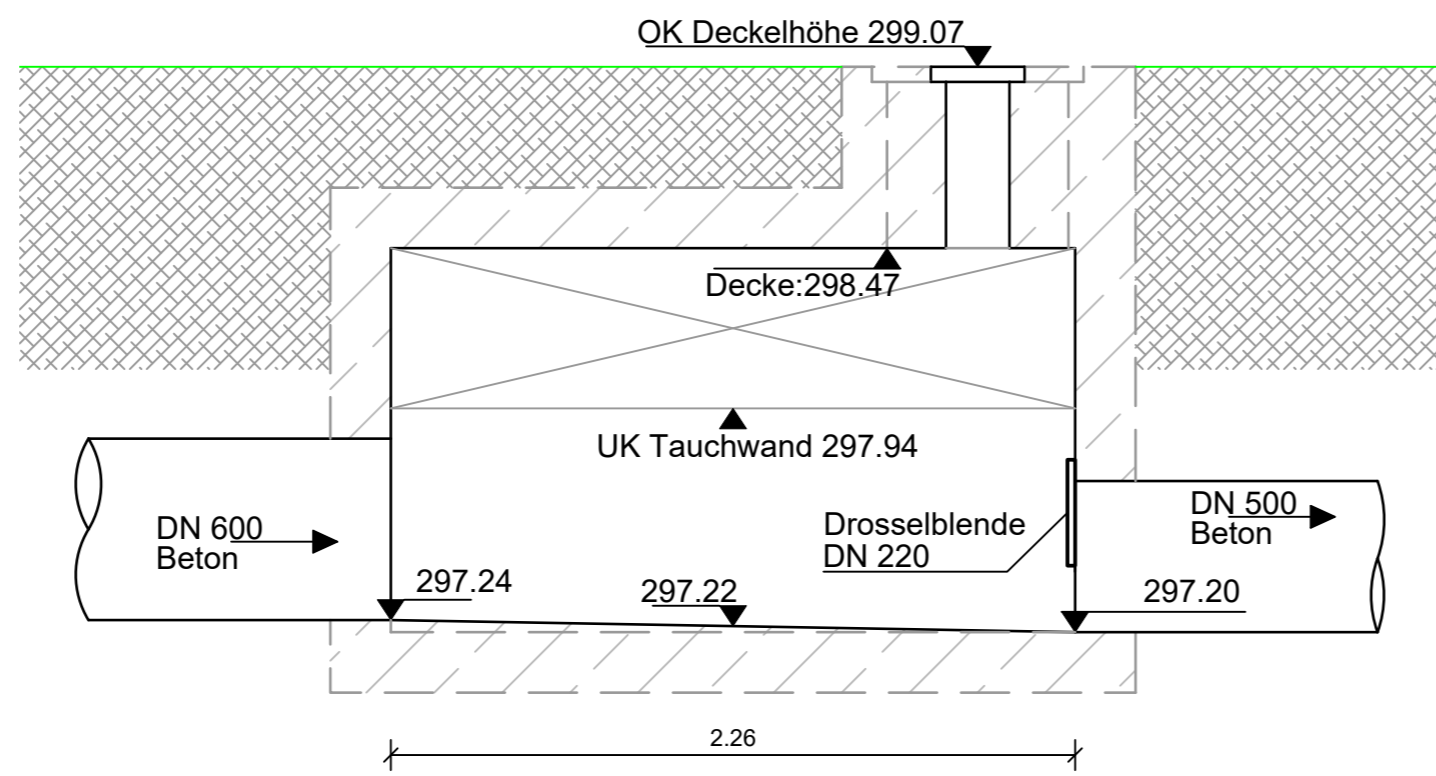 OK Deckelhöhe 299.07
Decke:298.47
UK Tauchwand 297.94
DN 600
Beton
Drosselblende
DN 220
DN 500
Beton
297.24
297.22
297.20
2.26